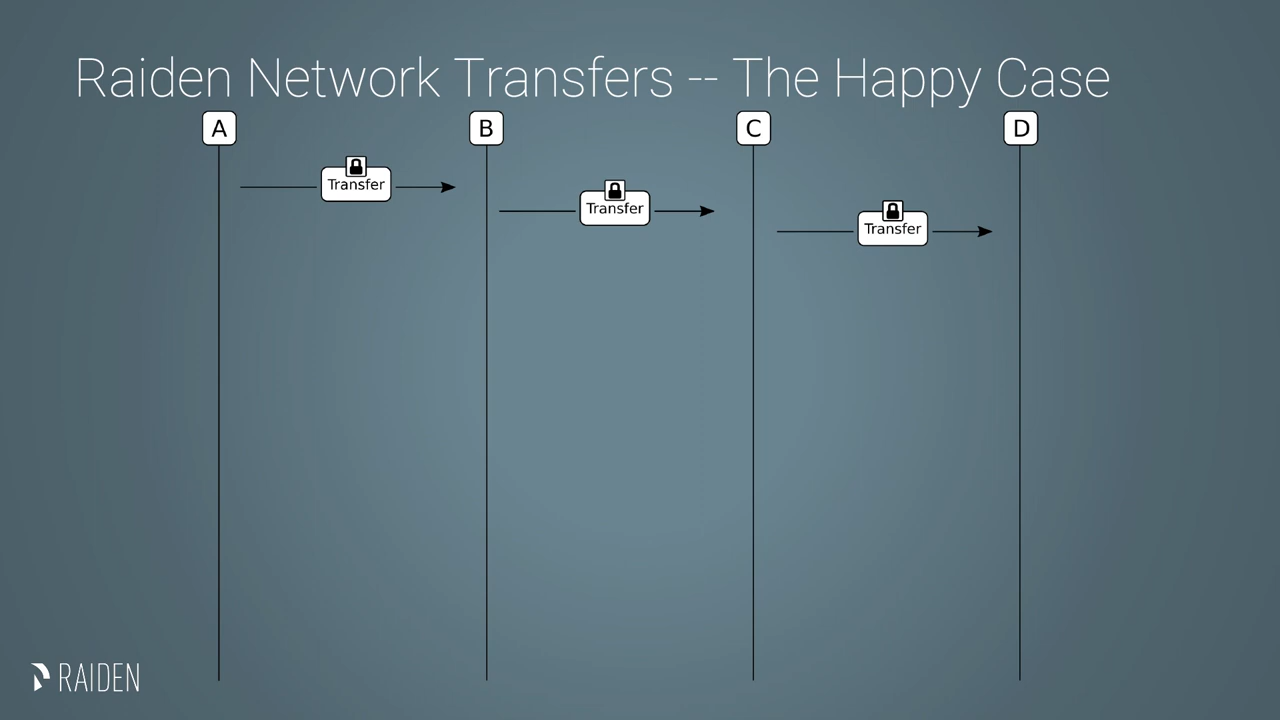 Raiden Network Transfers -- The Happy Case
A B C D
Transfer
Transfer
Transfer
RAIDEN